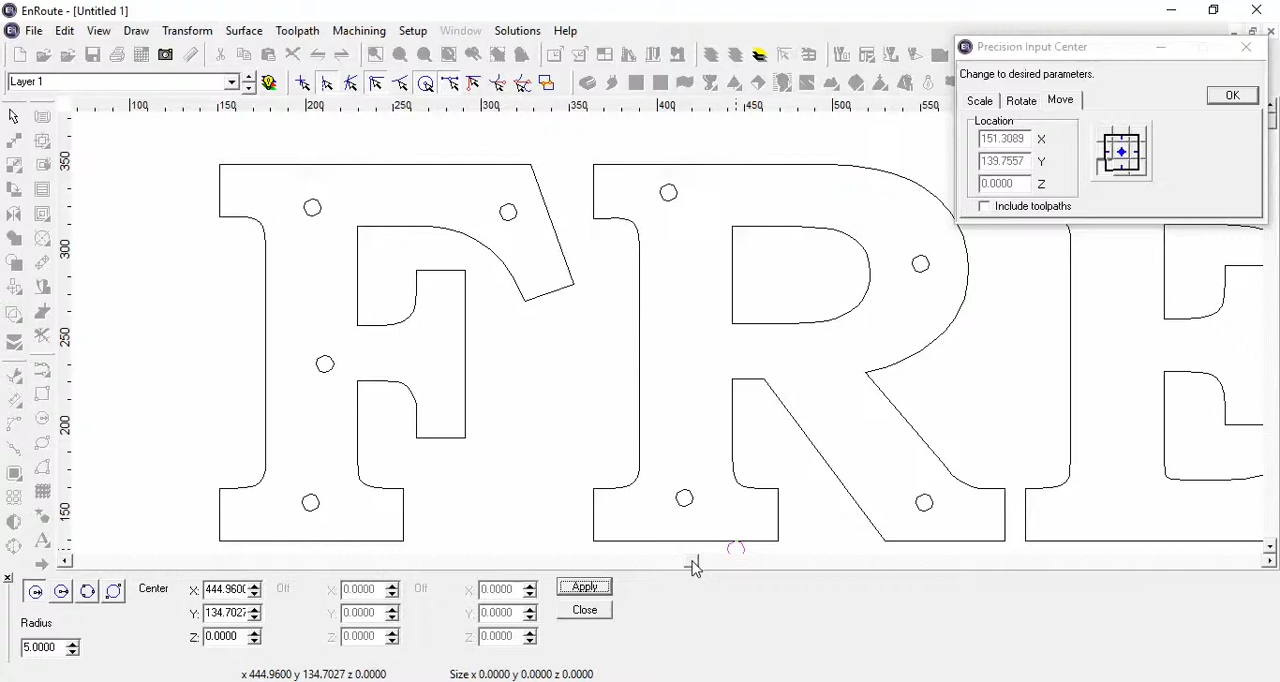 EnRoute - [Untitled 1]
File Edit View Draw Transform Surface Toolpath Machining Setup Window Solutions Help
Layer 1
Precision Input Center
Change to desired parameters.
Scale Rotate Move OK
Location
151.3089 X
139.7557 Y
0.0000 Z
Include toolpaths
100 200 250 300 350 400 450 500 550
350
300
250
200
150
F R E
Center X: 444.960 Off X: 0.0000 Off X: 0.0000 Apply
Radius Y: 134.702 Y: 0.0000 Y: 0.0000 Close
5.0000 Z: 0.0000 Z: 0.0000 Z: 0.0000
x 444.9600 y 134.7027 z 0.0000 Size x 0.0000 y 0.0000 z 0.0000